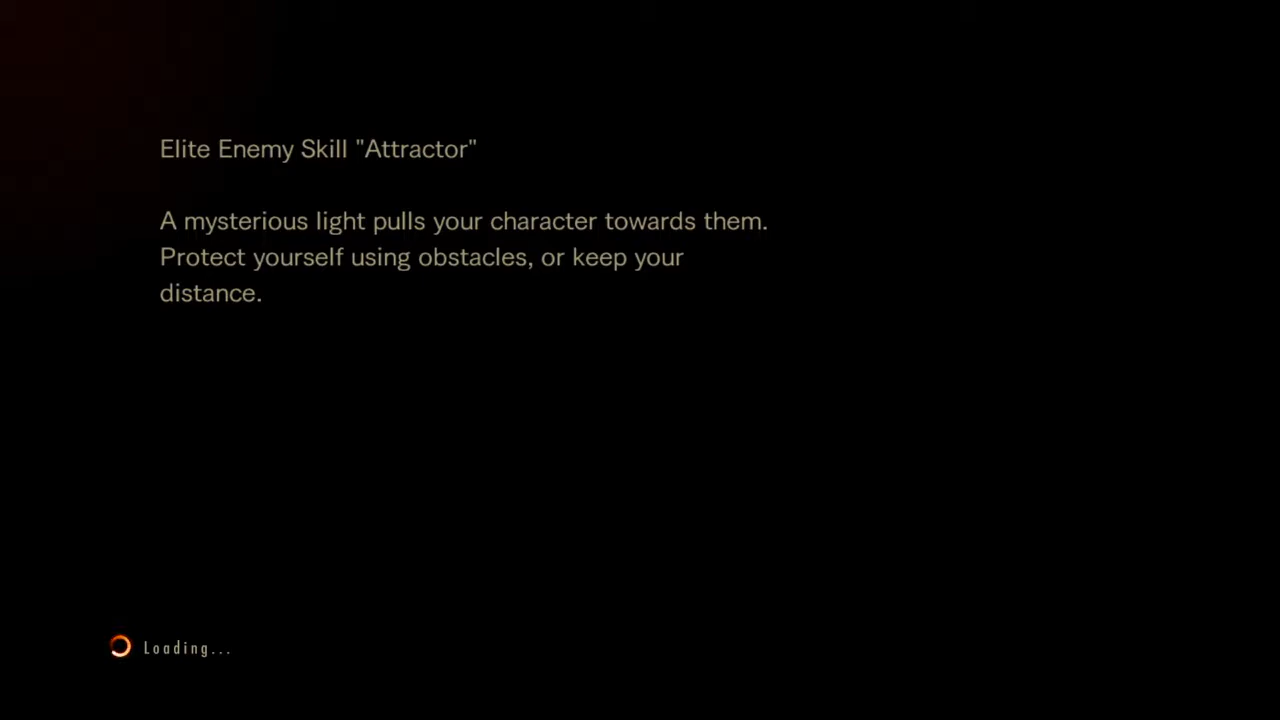 Elite Enemy Skill "Attractor"
A mysterious light pulls your character towards them.
Protect yourself using obstacles, or keep your
distance.
Loading...